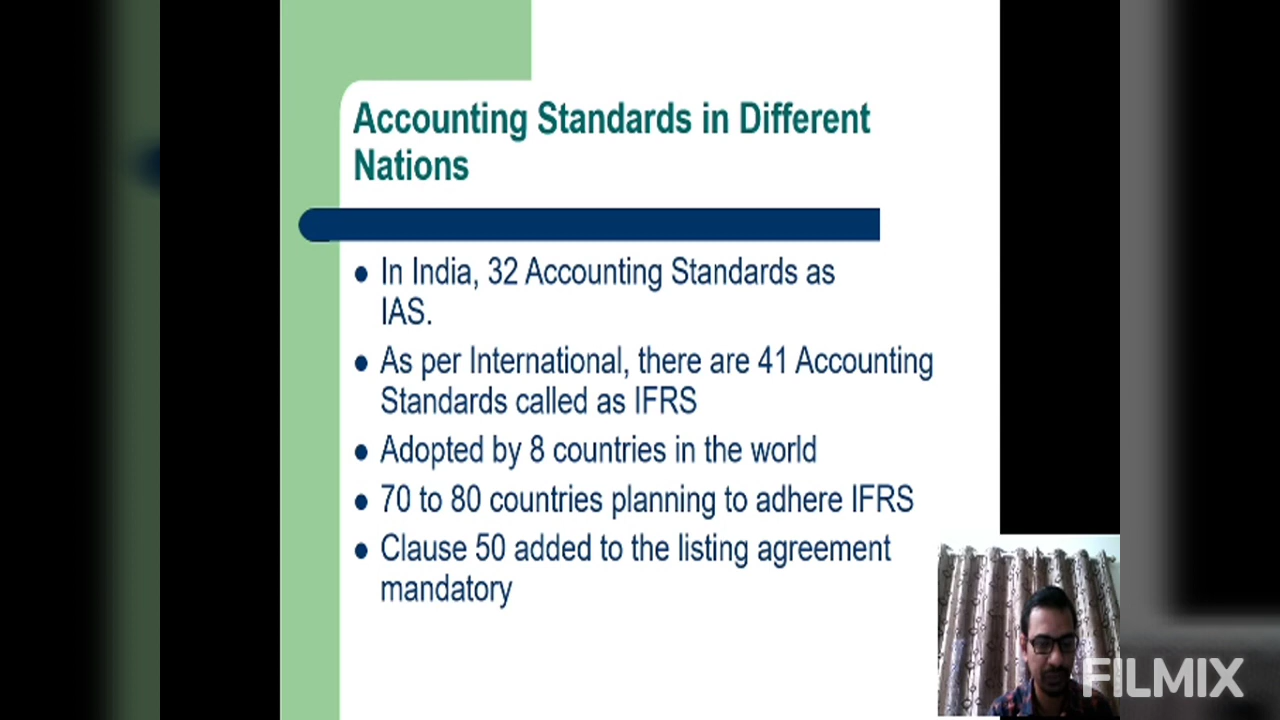 Accounting Standards in Different
Nations
• In India, 32 Accounting Standards as
IAS.
• As per International, there are 41 Accounting
Standards called as IFRS
• Adopted by 8 countries in the world
• 70 to 80 countries planning to adhere IFRS
• Clause 50 added to the listing agreement
mandatory
FILMIX